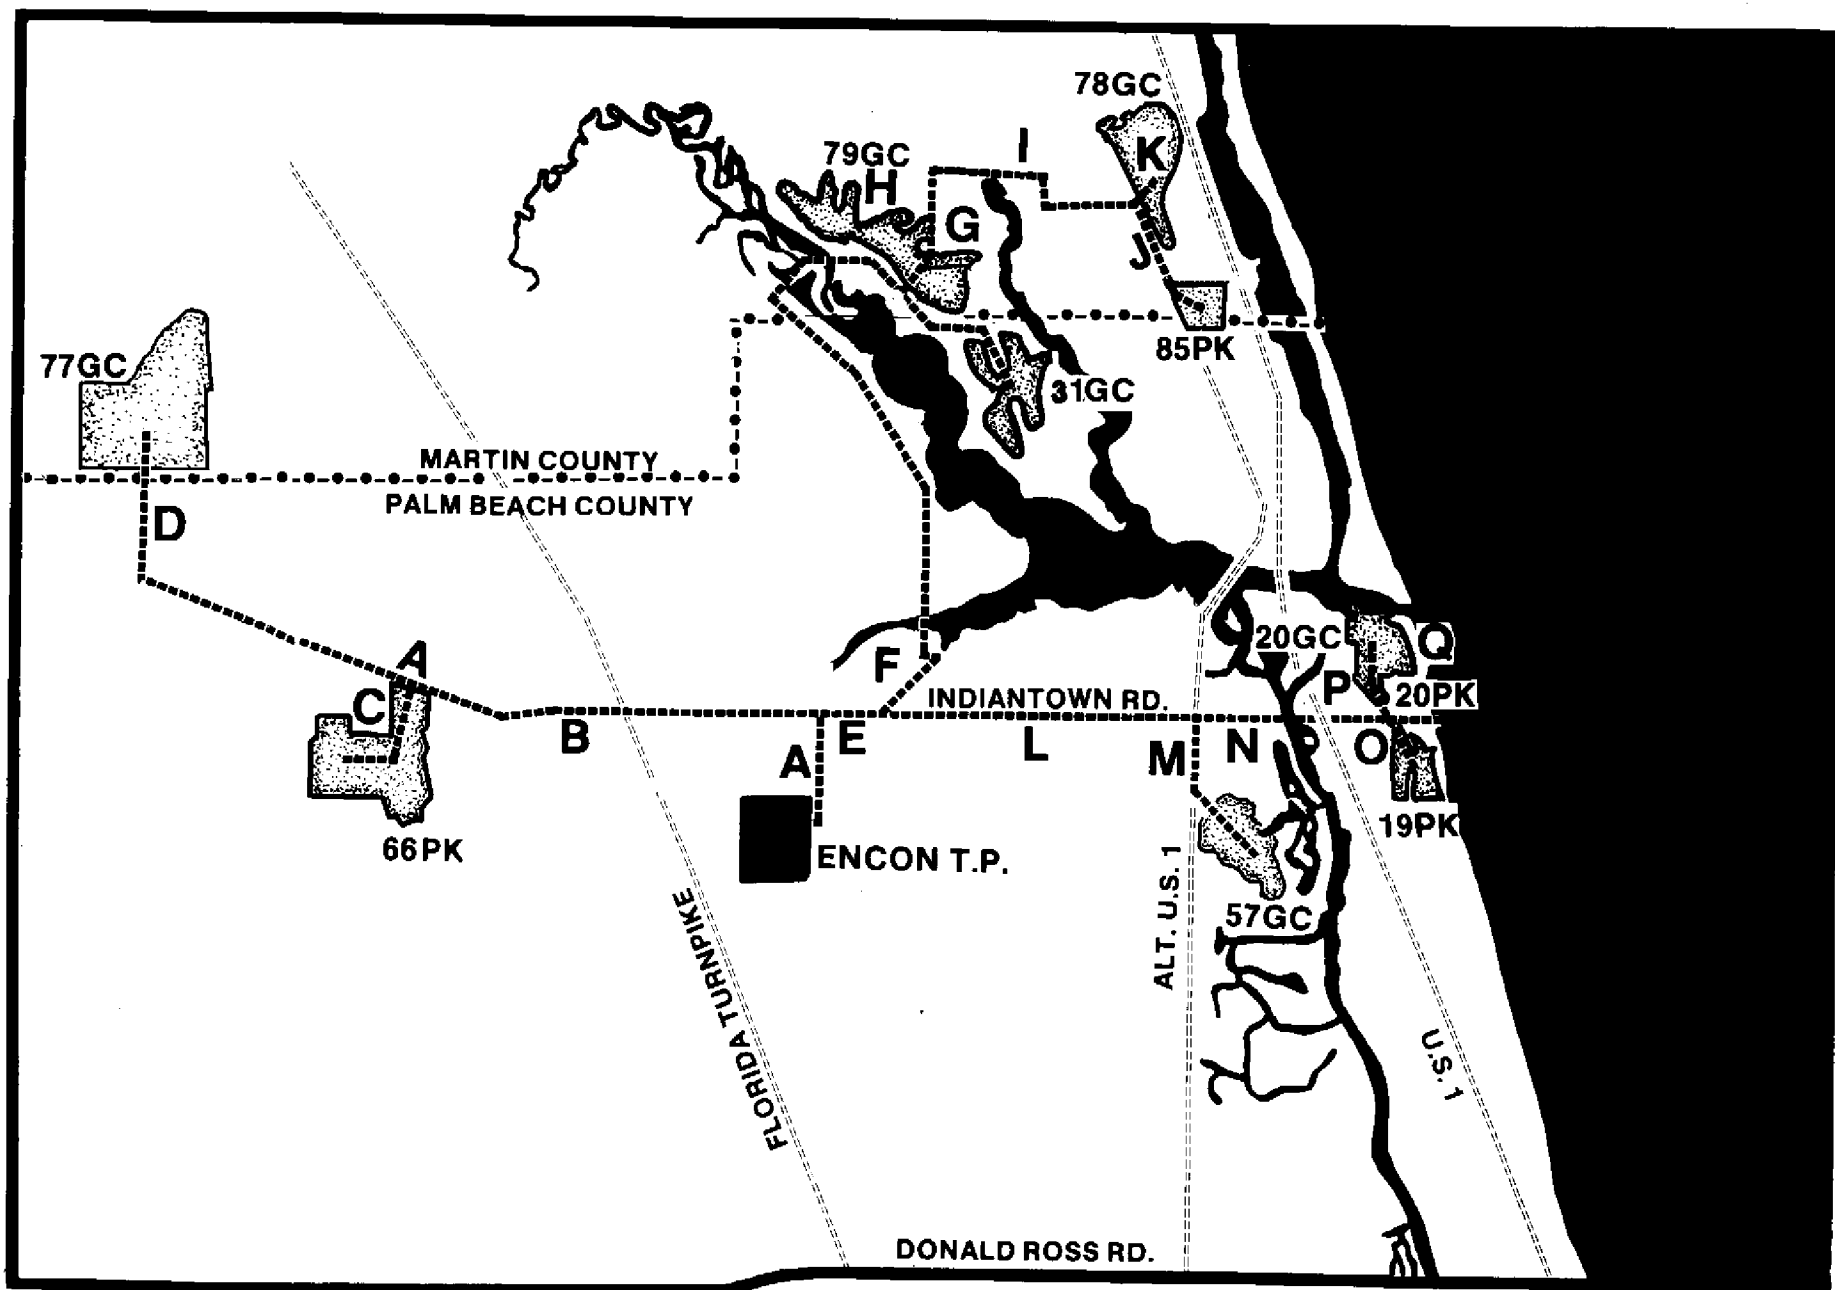 78GC
I
79GC
K
H
G
J
77GC
85PK
31GC
MARTIN COUNTY
PALM BEACH COUNTY
D
20GC
Q
A
F
P
20PK
C
INDIANTOWN RD.
B
E
L
M
N
O
A
19PK
66PK
ENCON T.P.
57GC
ALT. U.S. 1
FLORIDA TURNPIKE
U.S. 1
DONALD ROSS RD.